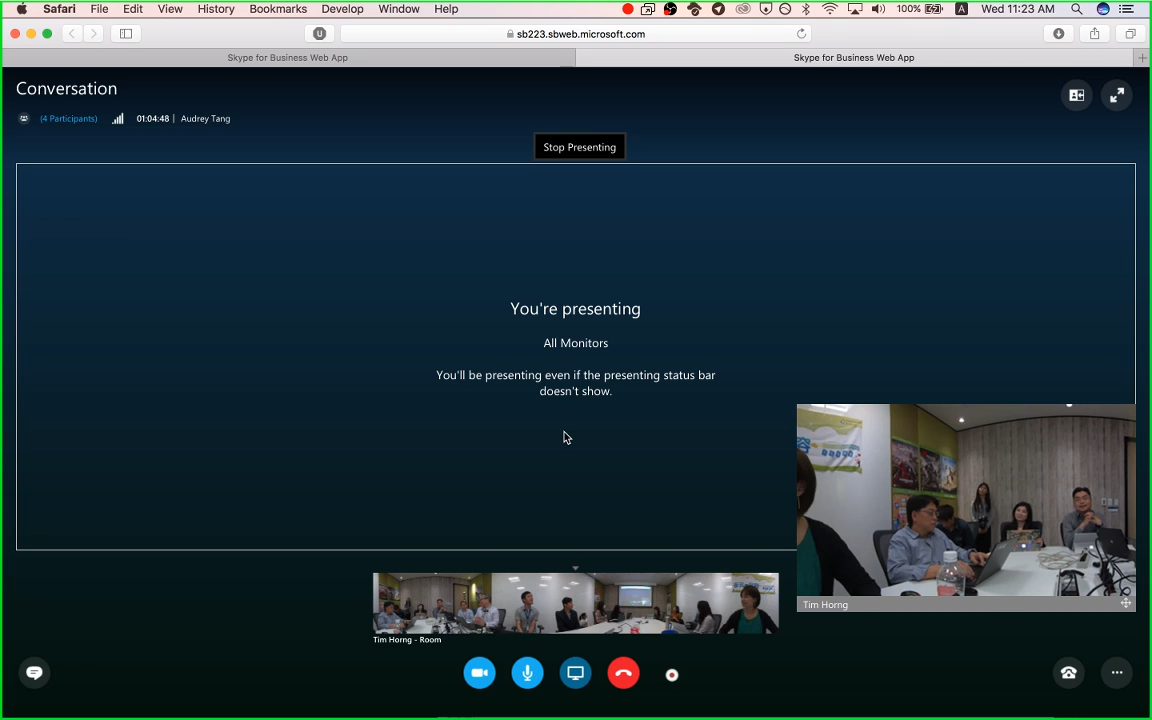 Safari File Edit View History Bookmarks Develop Window Help 100% A Wed 11:23 AM
U sb223.sbweb.microsoft.com
Skype for Business Web App Skype for Business Web App
Conversation
(4 Participants) 01:04:48 | Audrey Tang
Stop Presenting
You're presenting
All Monitors
You'll be presenting even if the presenting status bar
doesn't show.
Tim Horng
Tim Horng - Room